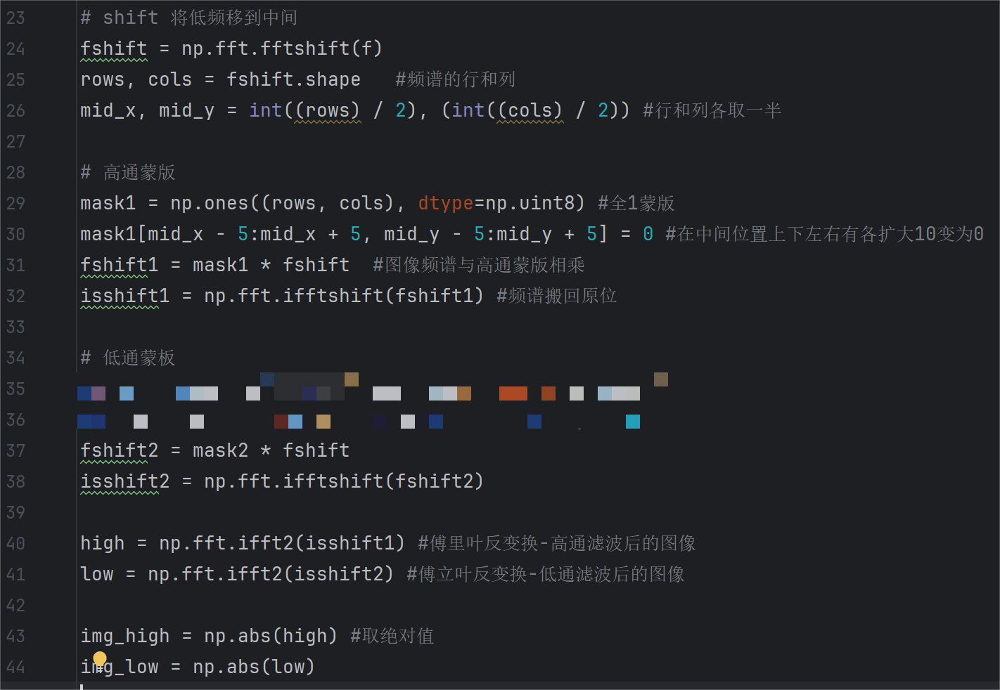 23 # shift 将低频移到中间
24 fshift = np.fft.fftshift(f)
25 rows, cols = fshift.shape #频谱的行和列
26 mid_x, mid_y = int((rows) / 2), (int((cols) / 2)) #行和列各取一半
27
28 # 高通蒙版
29 mask1 = np.ones((rows, cols), dtype=np.uint8) #全1蒙版
30 mask1[mid_x - 5:mid_x + 5, mid_y - 5:mid_y + 5] = 0 #在中间位置上下左右有各扩大10变为0
31 fshift1 = mask1 * fshift #图像频谱与高通蒙版相乘
32 isshift1 = np.fft.ifftshift(fshift1) #频谱搬回原位
33
34 # 低通蒙板
35
36
37 fshift2 = mask2 * fshift
38 isshift2 = np.fft.ifftshift(fshift2)
39
40 high = np.fft.ifft2(isshift1) #傅里叶反变换-高通滤波后的图像
41 low = np.fft.ifft2(isshift2) #傅立叶反变换-低通滤波后的图像
42
43 img_high = np.abs(high) #取绝对值
44 img_low = np.abs(low)